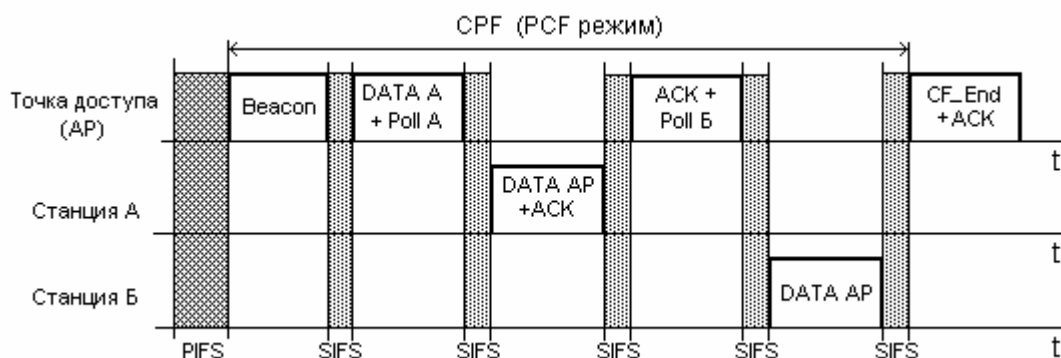 CPF (PCF режим)
Точка доступа
(AP)
Beacon
DATA A
+ Poll A
ACK +
Poll Б
CF_End
+ACK
t
Станция А
DATA AP
+ACK
t
Станция Б
DATA AP
t
PIFS
SIFS
SIFS
SIFS
SIFS
SIFS